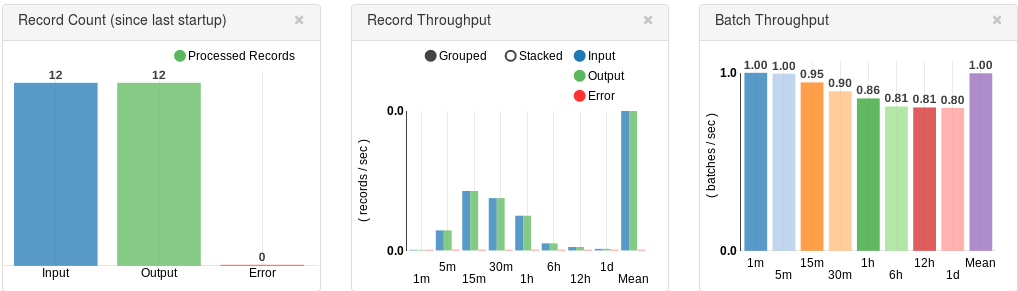 Record Count (since last startup) ×
Processed Records
12
12
0
Input
Output
Error
Record Throughput ×
Grouped
Stacked
Input
Output
Error
0.0
( records / sec )
0.0
1m
5m
15m
30m
1h
6h
12h
1d
Mean
Batch Throughput ×
1.0
( batches / sec )
0.0
1.00
1.00
0.95
0.90
0.86
0.81
0.81
0.80
1.00
1m
5m
15m
30m
1h
6h
12h
1d
Mean